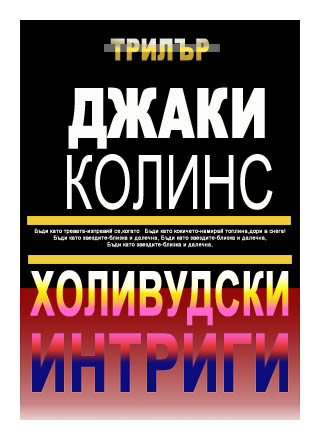 ТРИЛЪР
ДЖАКИ
КОЛИНС
Бъди като тревата-изправяй се,когато Бъди като кокичето-намирай топлина,дори в снега!
Бъди като звездите-близка и далечна, Бъди като звездите-близка и далечна,
Бъди като звездите-близка и далечна,
ХОЛИВУДСКИ
ИНТРИГИ